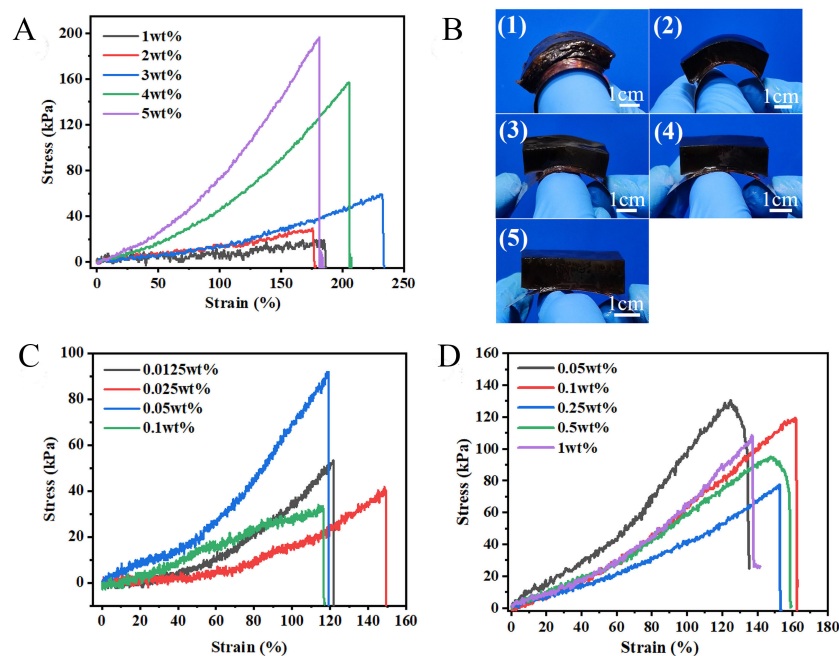 A
Stress (kPa)
200
160
120
80
40
0
1wt%
2wt%
3wt%
4wt%
5wt%
0 50 100 150 200 250
Strain (%)
B
(1)
1cm
(2)
1cm
(3)
1cm
(4)
1cm
(5)
1cm
C
Stress (kPa)
100
80
60
40
20
0
0.0125wt%
0.025wt%
0.05wt%
0.1wt%
0 20 40 60 80 100 120 140 160
Strain (%)
D
Stress (kPa)
160
140
120
100
80
60
40
20
0
0.05wt%
0.1wt%
0.25wt%
0.5wt%
1wt%
0 20 40 60 80 100 120 140 160 180
Strain (%)